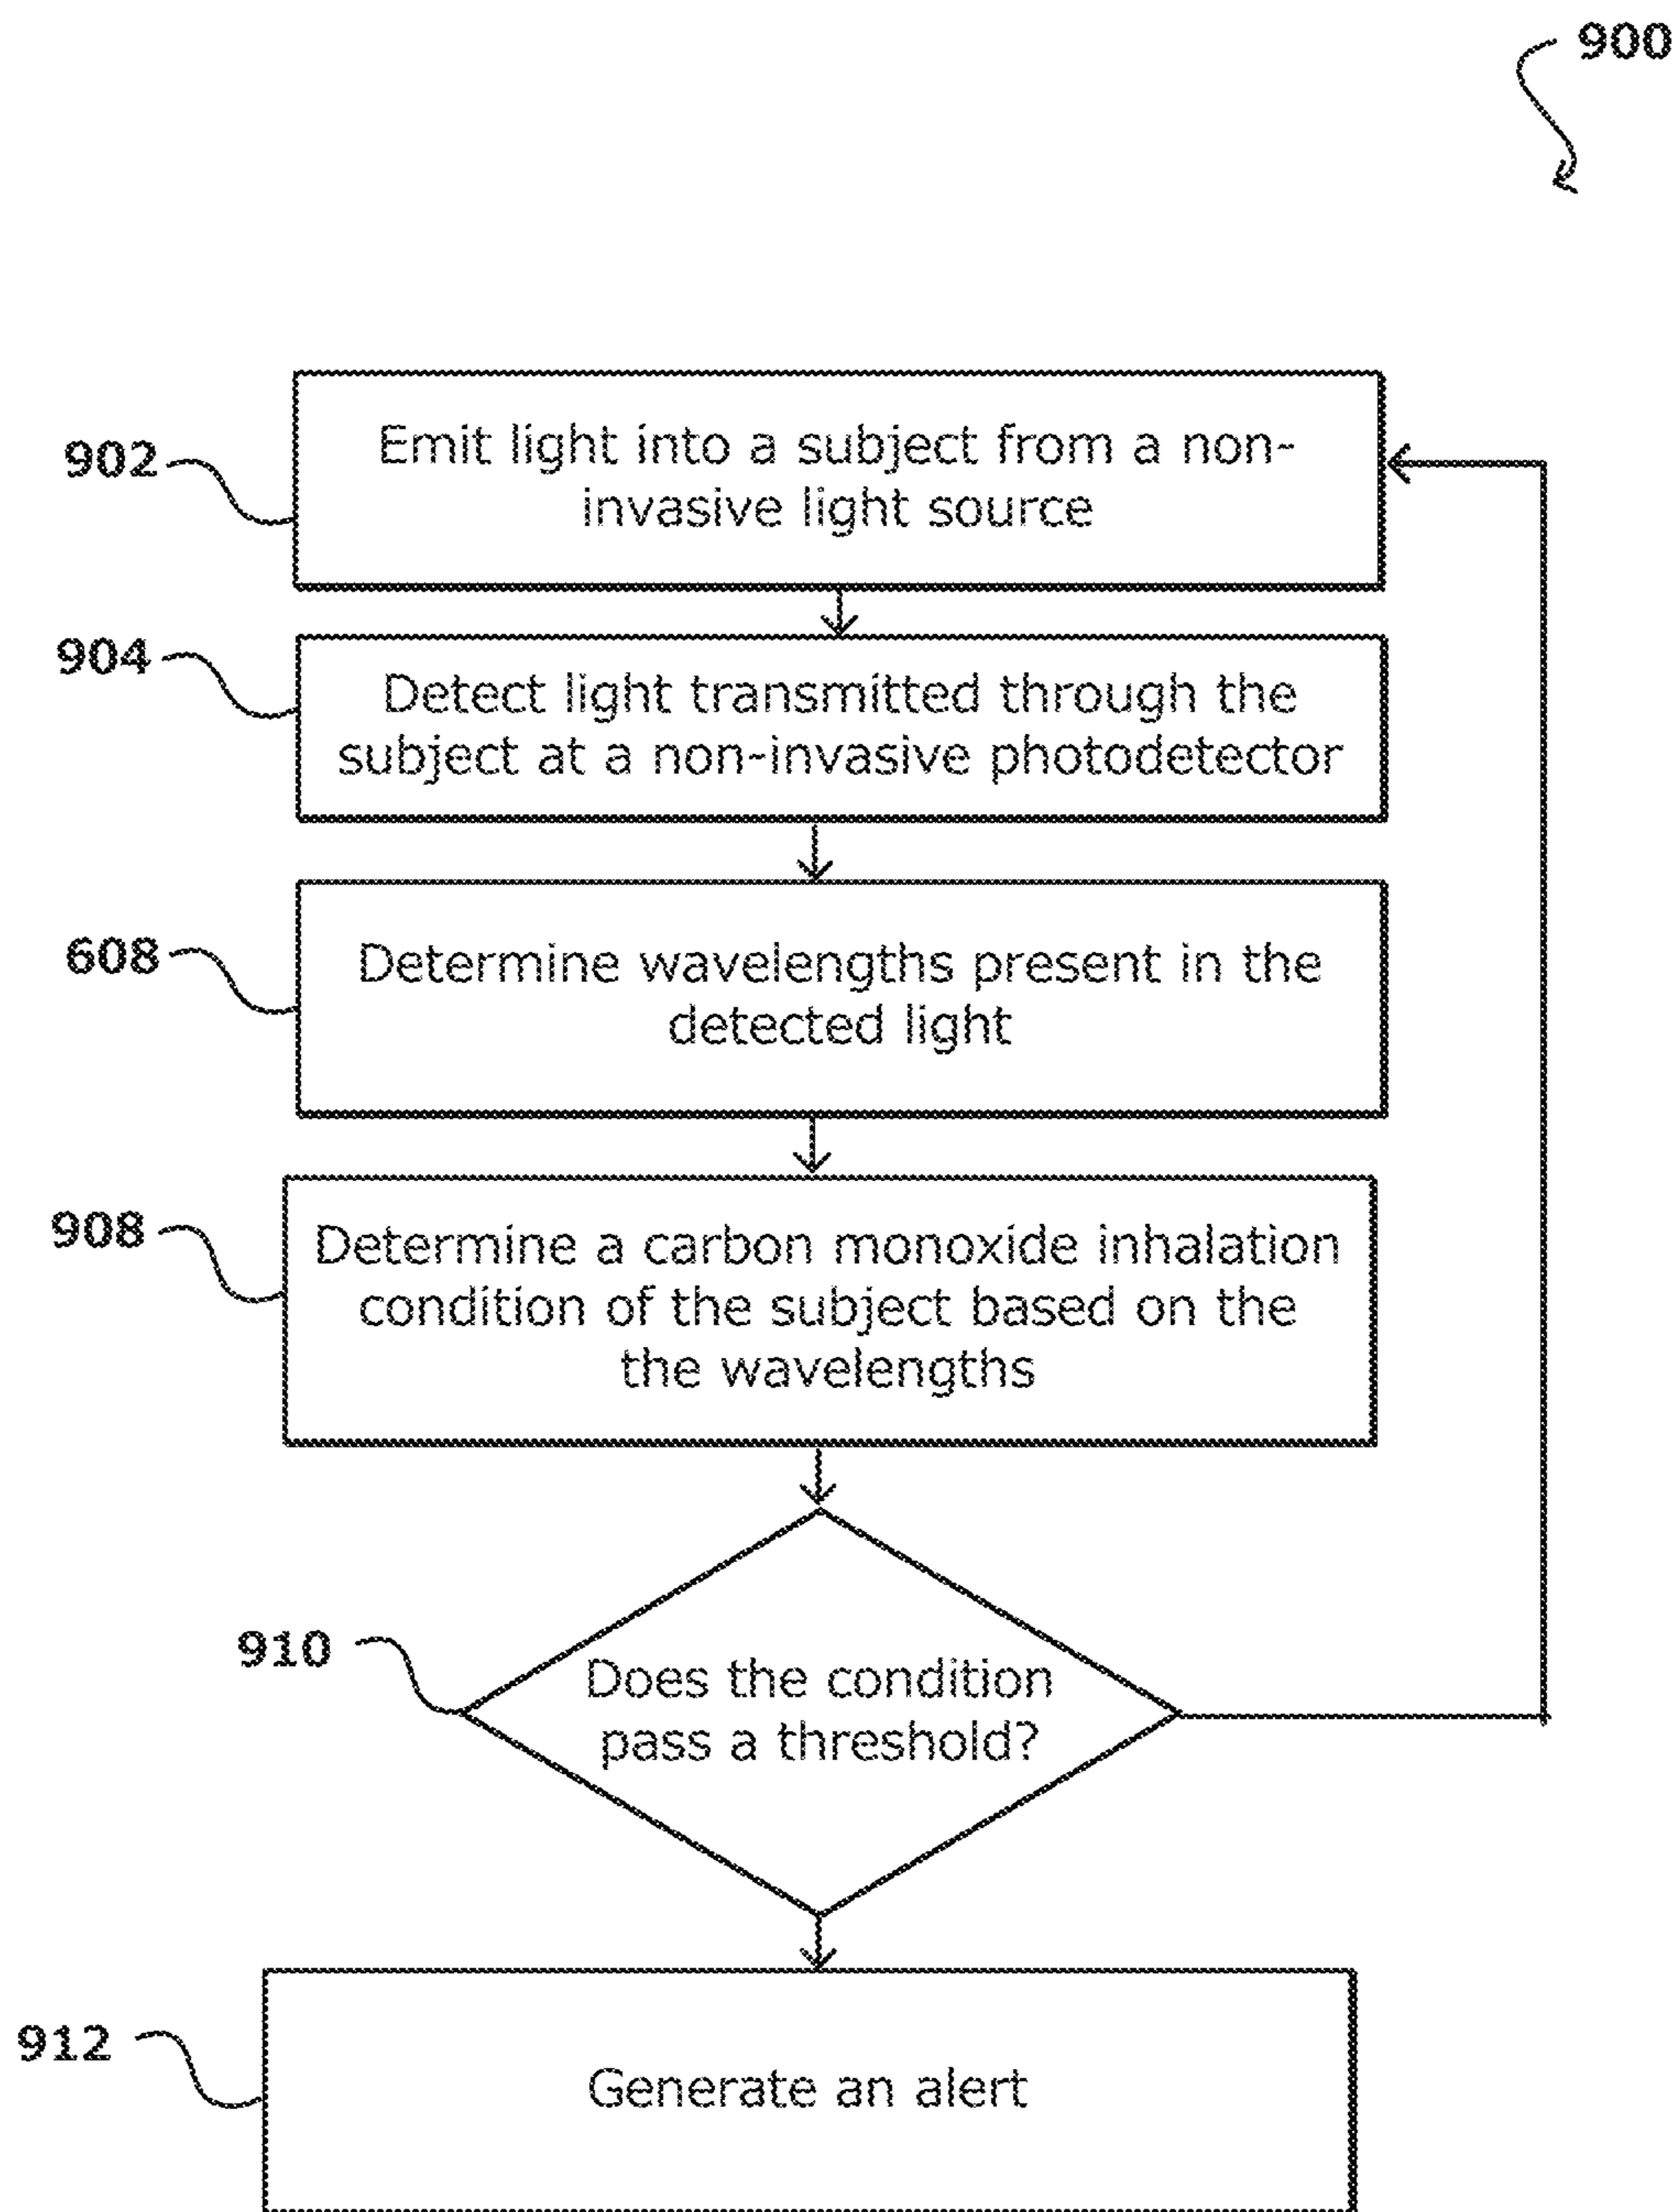 900
902
Emit light into a subject from a non-
invasive light source
904
Detect light transmitted through the
subject at a non-invasive photodetector
608
Determine wavelengths present in the
detected light
908
Determine a carbon monoxide inhalation
condition of the subject based on the
the wavelengths
910
Does the condition
pass a threshold?
912
Generate an alert